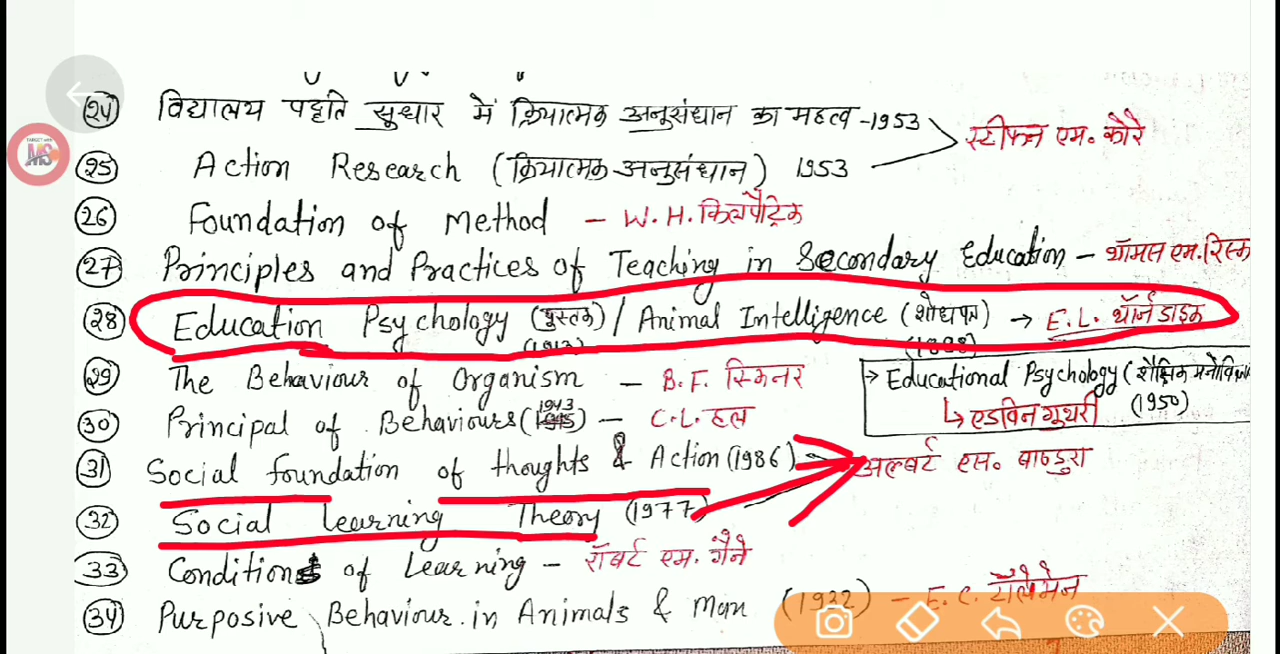 (24) विद्यालय पद्दति सुधार में क्रियात्मक अनुसंधान का महत्व -1953
स्टीफन एम. कौरे
(25) Action Research (क्रियात्मक-अनुसंधान) 1953
(26) Foundation of Method - W.H. किलपैट्रिक
(27) Principles and Practices of Teaching in Secondary Education - थॉमस एम. रिस्क
(28) Education Psychology (पुस्तक) / Animal Intelligence (शोधपत्र) → E.L. थॉर्नडाइक
(1913) (1898)
(29) The Behaviour of Organism - B.F. स्किनर
→ Educational Psychology (शैक्षिक मनोविज्ञान
(1950)
↳ एडविन गूथरी
(30) Principal of Behaviours (1943) - C.L. हल
(31) Social foundation of thoughts & Action (1986)
अल्बर्ट एस. बाण्डुरा
(32) Social Learning Theory (1977)
(33) Conditions of Learning - रॉबर्ट एम. गैने
(34) Purposive Behaviour in Animals & Man (1932) - E.C. टॉलमैन
MS